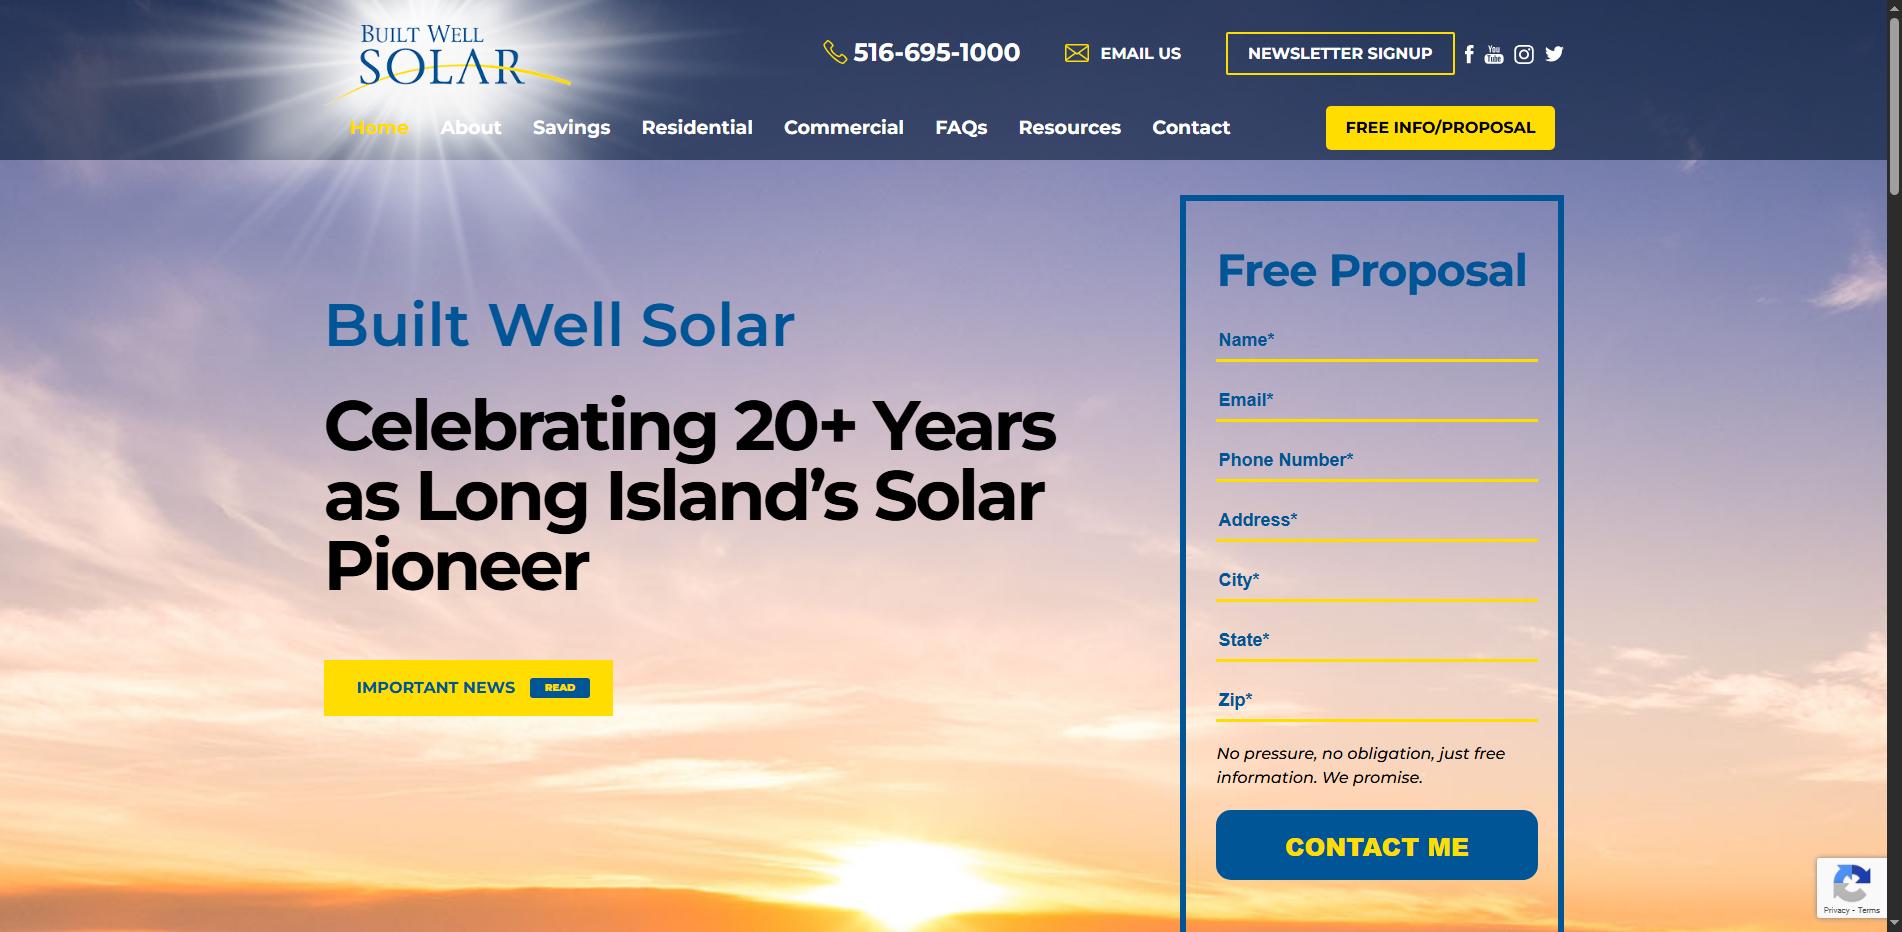 BUILT WELL
SOLAR
516-695-1000
EMAIL US
NEWSLETTER SIGNUP
You
Tube
Home
About
Savings
Residential
Commercial
FAQs
Resources
Contact
FREE INFO/PROPOSAL
Built Well Solar
Celebrating 20+ Years
as Long Island’s Solar
Pioneer
IMPORTANT NEWS READ
Free Proposal
Name*
Email*
Phone Number*
Address*
City*
State*
Zip*
No pressure, no obligation, just free
information. We promise.
CONTACT ME
Privacy - Terms